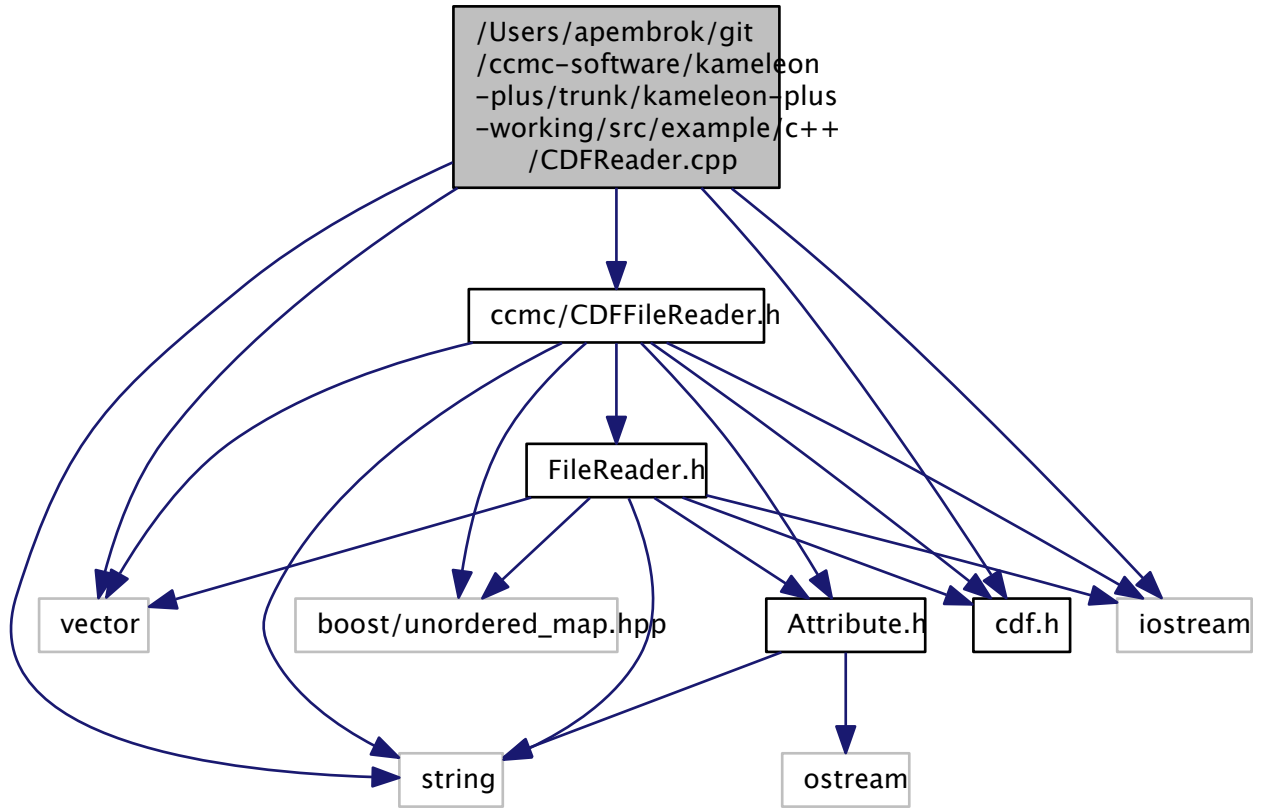 /Users/apembrok/git
/ccmc-software/kameleon
-plus/trunk/kameleon-plus
-working/src/example/c++
/CDFReader.cpp
ccmc/CDFFileReader.h
FileReader.h
vector
boost/unordered_map.hpp
Attribute.h
cdf.h
iostream
string
ostream